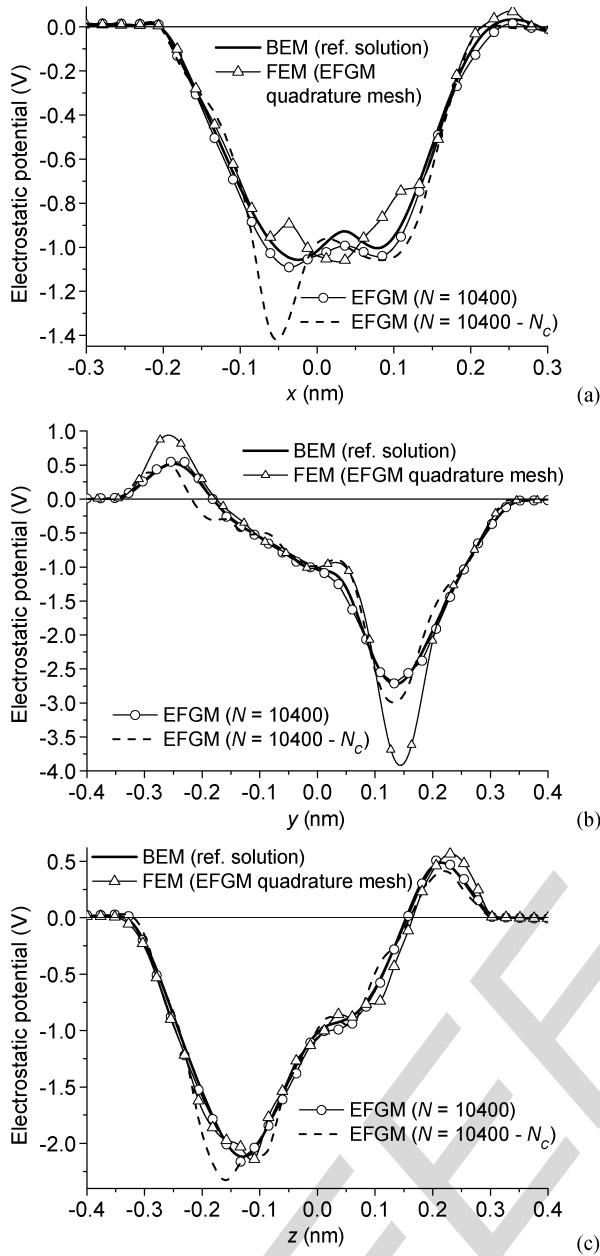 0.0
-0.2
-0.4
-0.6
-0.8
-1.0
-1.2
-1.4
Electrostatic potential (V)
BEM (ref. solution)
FEM (EFGM
quadrature mesh)
EFGM (N = 10400)
EFGM (N = 10400 - Nc)
-0.3 -0.2 -0.1 0.0 0.1 0.2 0.3
x (nm)
(a)
1.0
0.5
0.0
-0.5
-1.0
-1.5
-2.0
-2.5
-3.0
-3.5
-4.0
Electrostatic potential (V)
BEM (ref. solution)
FEM (EFGM quadrature mesh)
EFGM (N = 10400)
EFGM (N = 10400 - Nc)
-0.4 -0.3 -0.2 -0.1 0.0 0.1 0.2 0.3 0.4
y (nm)
(b)
0.5
0.0
-0.5
-1.0
-1.5
-2.0
Electrostatic potential (V)
BEM (ref. solution)
FEM (EFGM quadrature mesh)
EFGM (N = 10400)
EFGM (N = 10400 - Nc)
-0.4 -0.3 -0.2 -0.1 0.0 0.1 0.2 0.3 0.4
z (nm)
(c)